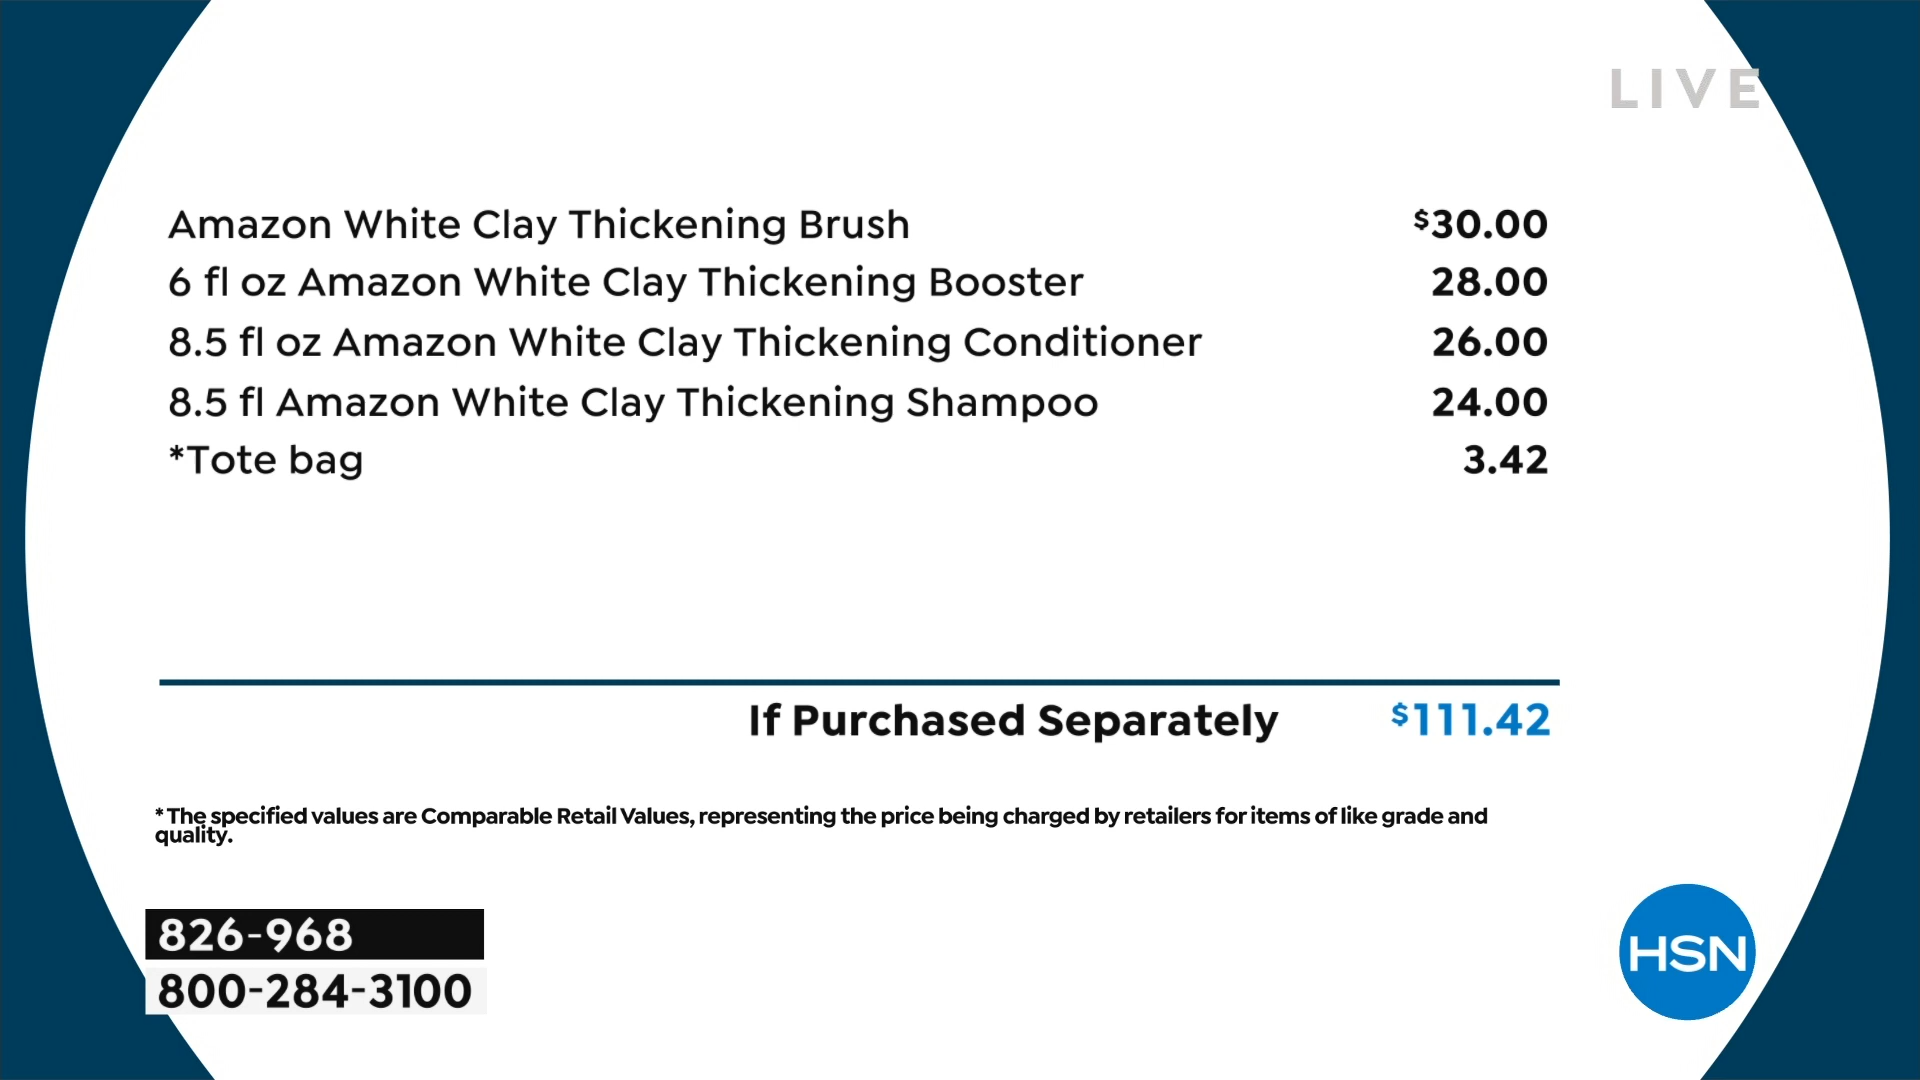 LIVE
Amazon White Clay Thickening Brush $30.00
6 fl oz Amazon White Clay Thickening Booster 28.00
8.5 fl oz Amazon White Clay Thickening Conditioner 26.00
8.5 fl Amazon White Clay Thickening Shampoo 24.00
*Tote bag 3.42
If Purchased Separately $111.42
* The specified values are Comparable Retail Values, representing the price being charged by retailers for items of like grade and
quality.
826-968
800-284-3100
HSN